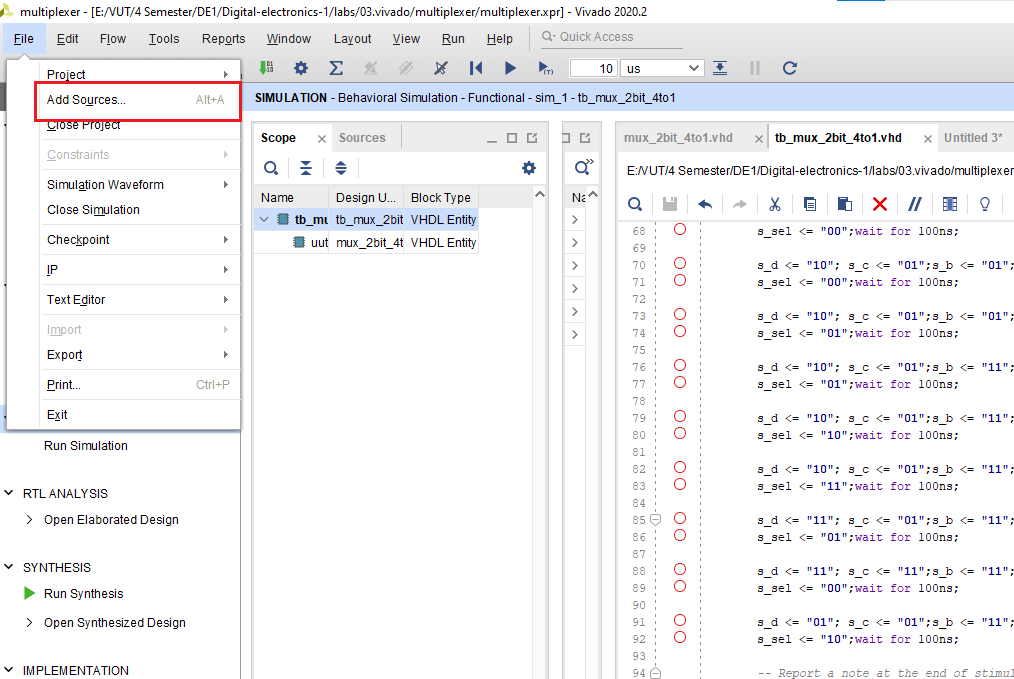 multiplexer - [E:/VUT/4 Semester/DE1/Digital-electronics-1/labs/03.vivado/multiplexer/multiplexer.xpr] - Vivado 2020.2
File Edit Flow Tools Reports Window Layout View Run Help Quick Access
10 us
Project
Add Sources... Alt+A
Close Project
Constraints
Simulation Waveform
Close Simulation
Checkpoint
IP
Text Editor
Import
Export
Print... Ctrl+P
Exit
Run Simulation
RTL ANALYSIS
Open Elaborated Design
SYNTHESIS
Run Synthesis
Open Synthesized Design
IMPLEMENTATION
SIMULATION - Behavioral Simulation - Functional - sim_1 - tb_mux_2bit_4to1
Scope Sources
Name Design U... Block Type
tb_mu tb_mux_2bit VHDL Entity
uut mux_2bit_4t VHDL Entity
Na
mux_2bit_4to1.vhd tb_mux_2bit_4to1.vhd Untitled 3*
E:/VUT/4 Semester/DE1/Digital-electronics-1/labs/03.vivado/multiplexer
68 s_sel <= "00";wait for 100ns;
69
70 s_d <= "10"; s_c <= "01";s_b <= "01";
71 s_sel <= "00";wait for 100ns;
72
73 s_d <= "10"; s_c <= "01";s_b <= "01";
74 s_sel <= "01";wait for 100ns;
75
76 s_d <= "10"; s_c <= "01";s_b <= "11";
77 s_sel <= "01";wait for 100ns;
78
79 s_d <= "10"; s_c <= "01";s_b <= "11";
80 s_sel <= "10";wait for 100ns;
81
82 s_d <= "10"; s_c <= "01";s_b <= "11";
83 s_sel <= "11";wait for 100ns;
84
85 s_d <= "11"; s_c <= "01";s_b <= "11";
86 s_sel <= "01";wait for 100ns;
87
88 s_d <= "11"; s_c <= "11";s_b <= "11";
89 s_sel <= "00";wait for 100ns;
90
91 s_d <= "01"; s_c <= "01";s_b <= "11";
92 s_sel <= "10";wait for 100ns;
93
94 -- Report a note at the end of stimul